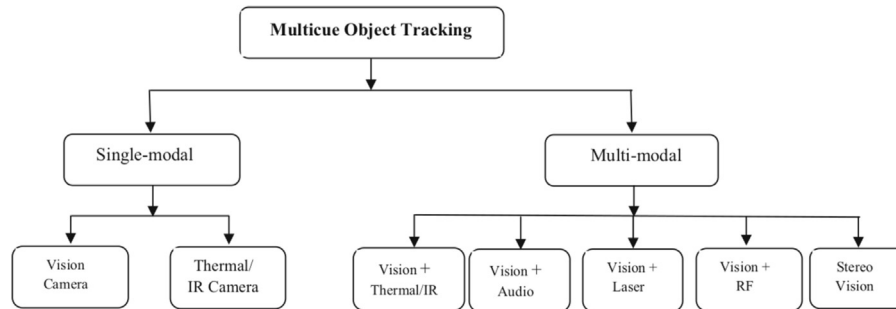 Multicue Object Tracking
Single-modal
Multi-modal
Vision
Camera
Thermal/
IR Camera
Vision +
Thermal/IR
Vision +
Audio
Vision +
Laser
Vision +
RF
Stereo
Vision